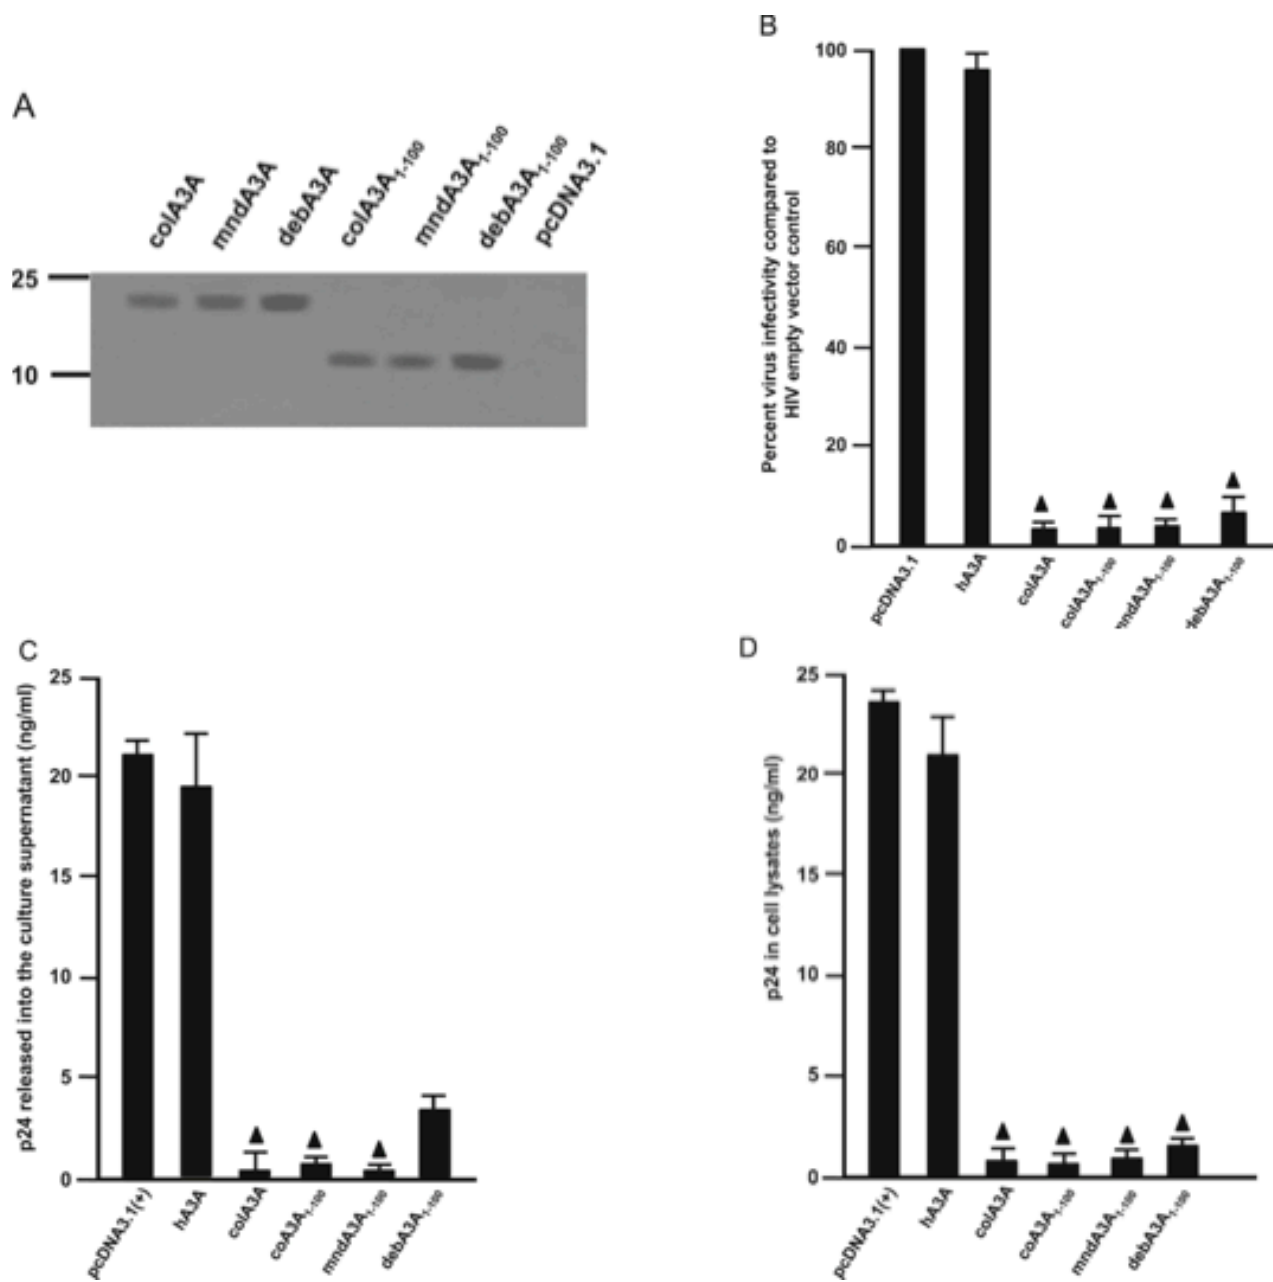 A
colA3A
mndA3A
debA3A
colA3A1-100
mndA3A1-100
debA3A1-100
pcDNA3.1
25
10
B
Percent virus infectivity compared to
HIV empty vector control
100
80
60
40
20
0
pcDNA3.1
hA3A
colA3A
colA3A1-100
mndA3A1-100
debA3A1-100
C
p24 released into the culture supernatant (ng/ml)
25
20
15
10
5
0
pcDNA3.1(+)
hA3A
colA3A
coA3A1-100
mndA3A1-100
debA3A1-100
D
p24 in cell lysates (ng/ml)
25
20
15
10
5
0
pcDNA3.1(+)
hA3A
colA3A
coA3A1-100
mndA3A1-100
debA3A1-100